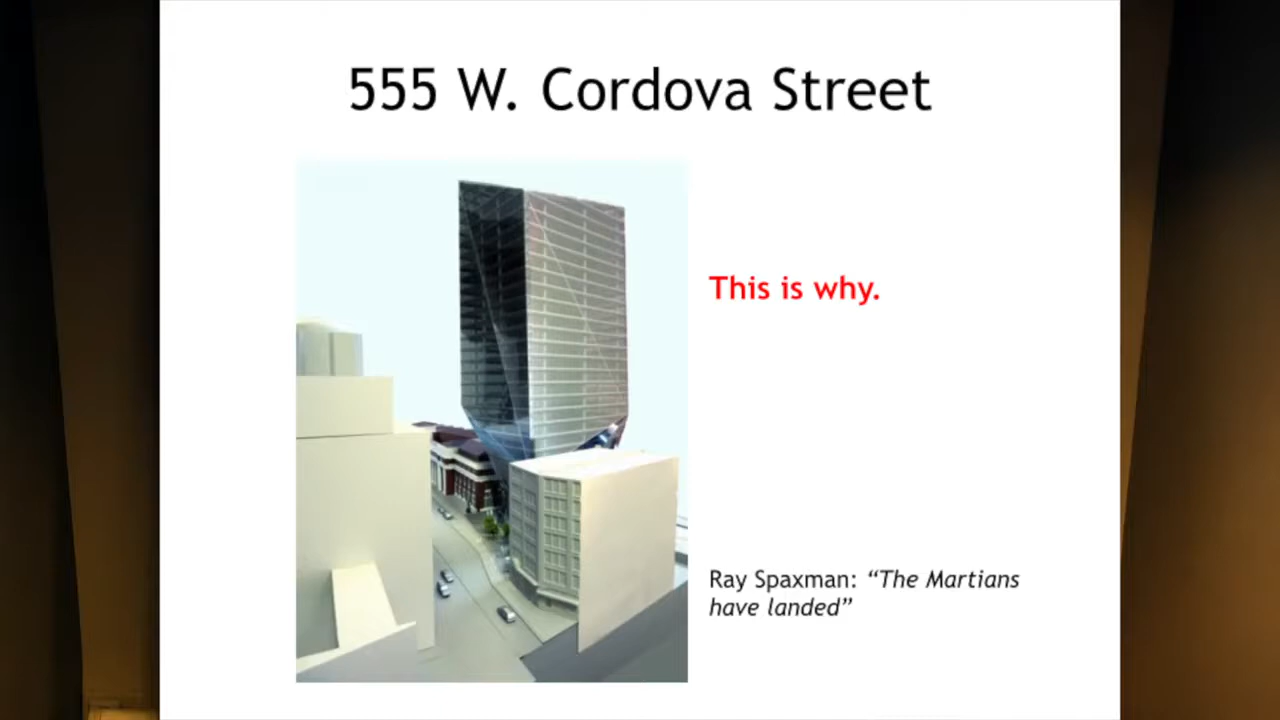 555 W. Cordova Street
This is why.
Ray Spaxman: “The Martians
have landed”